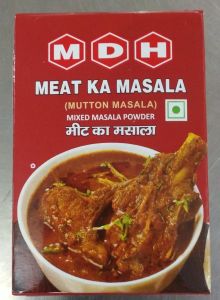 MDH
MEAT KA MASALA
(MUTTON MASALA)
MIXED MASALA POWDER
मीट का मसाला